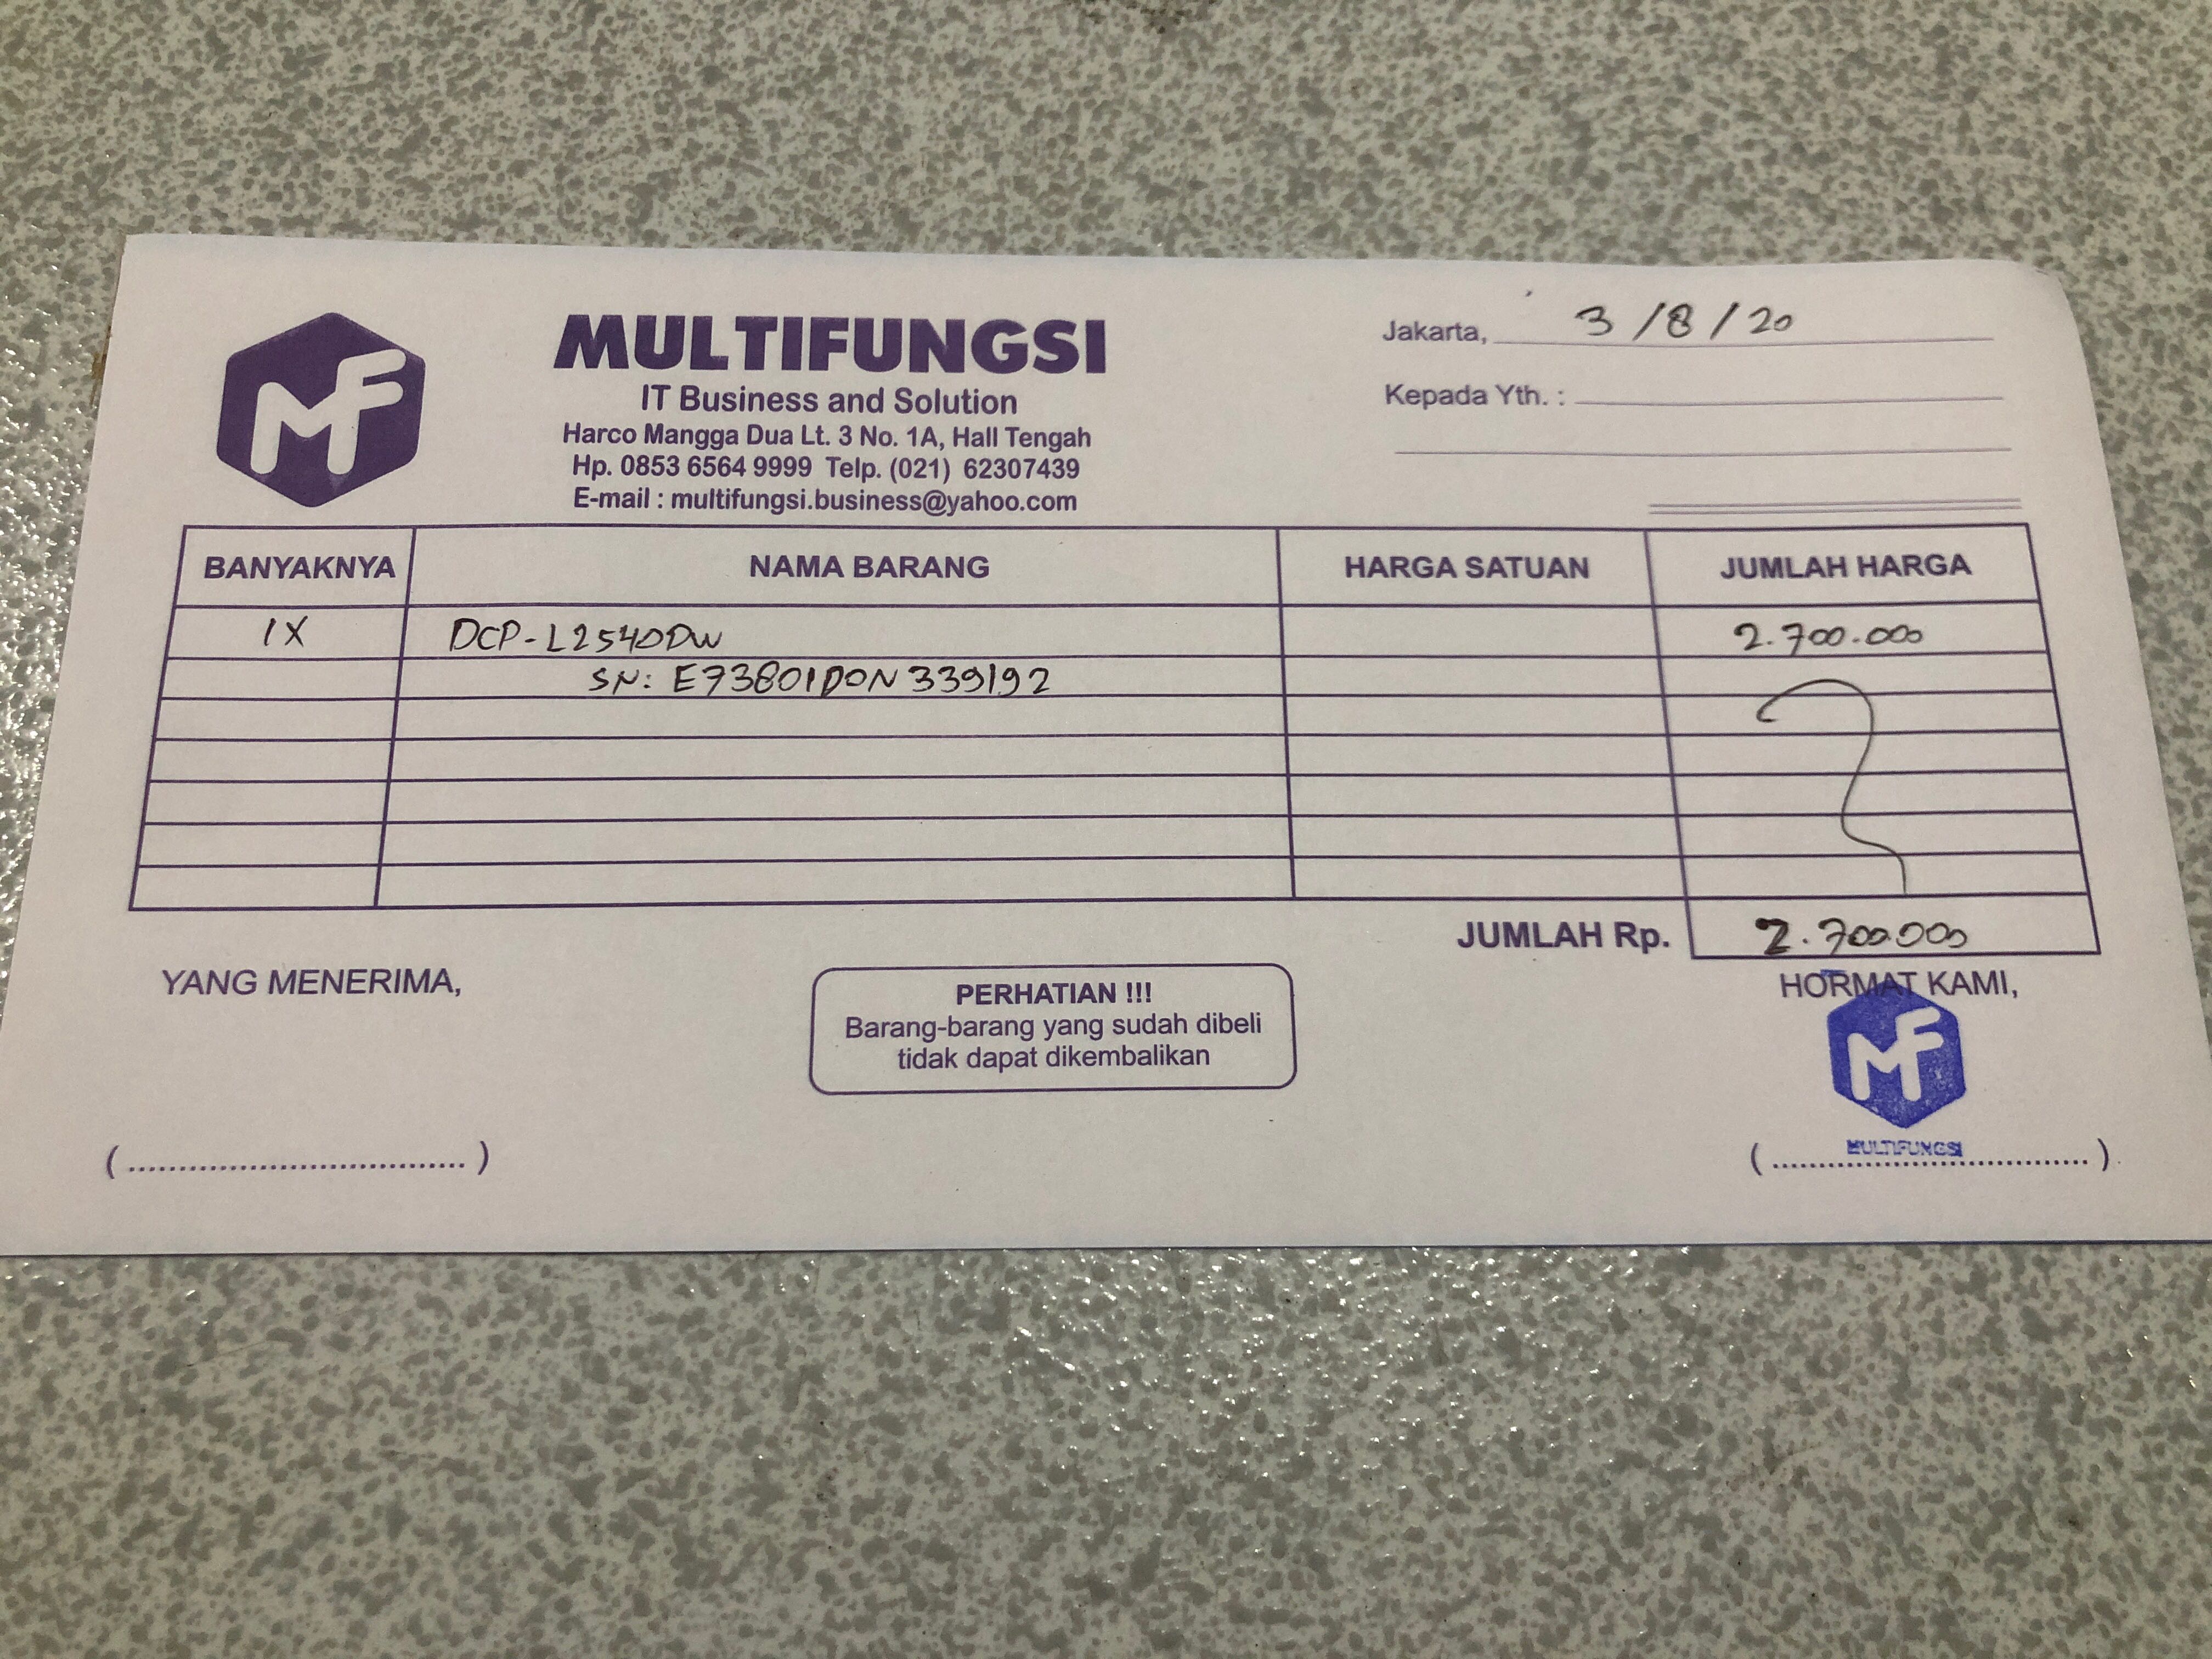 MF
MULTIFUNGSI
IT Business and Solution
Harco Mangga Dua Lt. 3 No. 1A, Hall Tengah
Hp. 0853 6564 9999 Telp. (021) 62307439
E-mail : multifungsi.business@yahoo.com
Jakarta, 3/8/20
Kepada Yth. :
BANYAKNYA NAMA BARANG HARGA SATUAN JUMLAH HARGA
1X DCP-L2540DW 2.700.000
SN: E73801D0N339192
JUMLAH Rp. 2.700.000
YANG MENERIMA,
PERHATIAN !!!
Barang-barang yang sudah dibeli
tidak dapat dikembalikan
HORMAT KAMI,
MF
MULTIFUNGSI
(..................................)
(..................................)